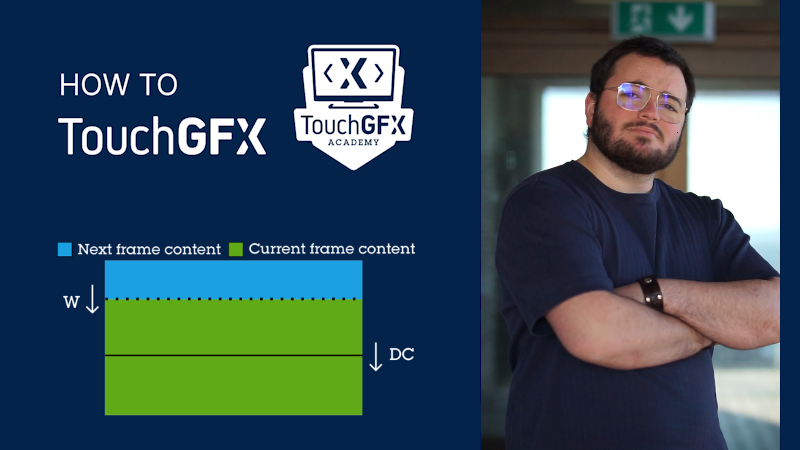 HOW TO
TouchGFX
TouchGFX
ACADEMY
Next frame content
Current frame content
W
DC